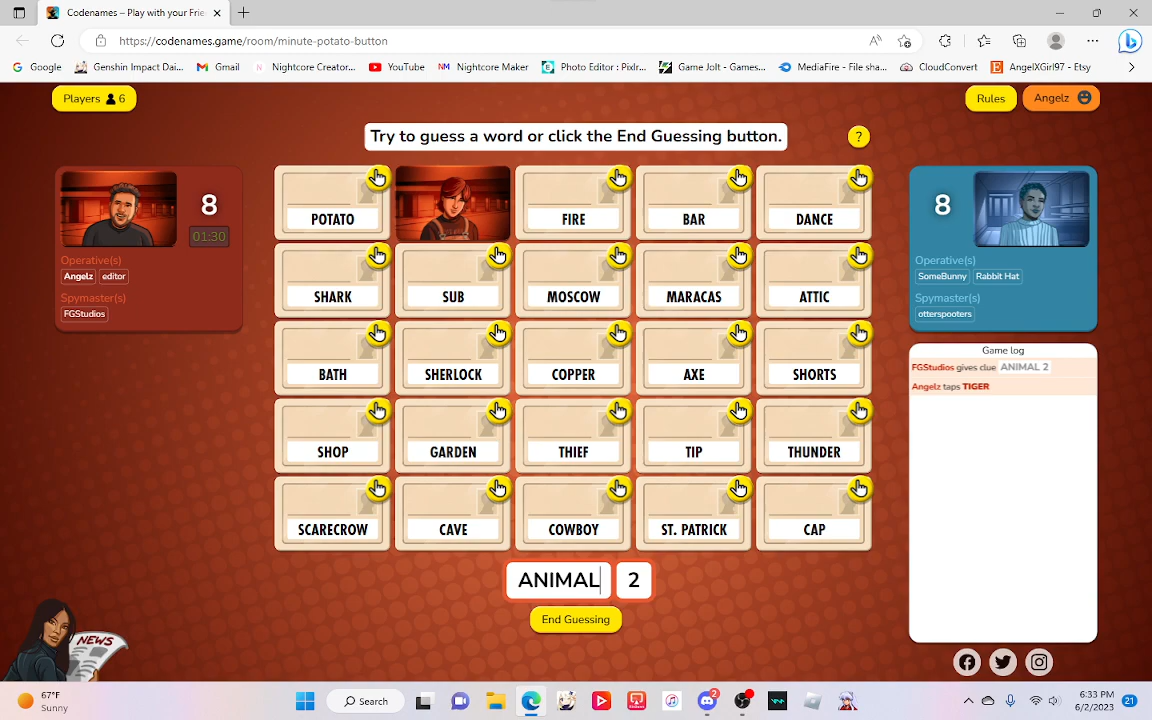 Codenames – Play with your Frie
https://codenames.game/room/minute-potato-button
Google
Genshin Impact Dai...
Gmail
Nightcore Creator...
YouTube
NM Nightcore Maker
Photo Editor : Pixlr...
Game Jolt - Games...
MediaFire - File sha...
CloudConvert
AngelXGirl97 - Etsy
Players 6
Rules
Angelz
Try to guess a word or click the End Guessing button.
?
8
01:30
Operative(s)
Angelz editor
Spymaster(s)
FGStudios
POTATO FIRE BAR DANCE
SHARK SUB MOSCOW MARACAS ATTIC
BATH SHERLOCK COPPER AXE SHORTS
SHOP GARDEN THIEF TIP THUNDER
SCARECROW CAVE COWBOY ST. PATRICK CAP
ANIMAL 2
End Guessing
8
Operative(s)
SomeBunny Rabbit Hat
Spymaster(s)
otterspooters
Game log
FGStudios gives clue ANIMAL 2
Angelz taps TIGER
NEWS
67°F
Sunny
Search
2
6:33 PM
6/2/2023
21